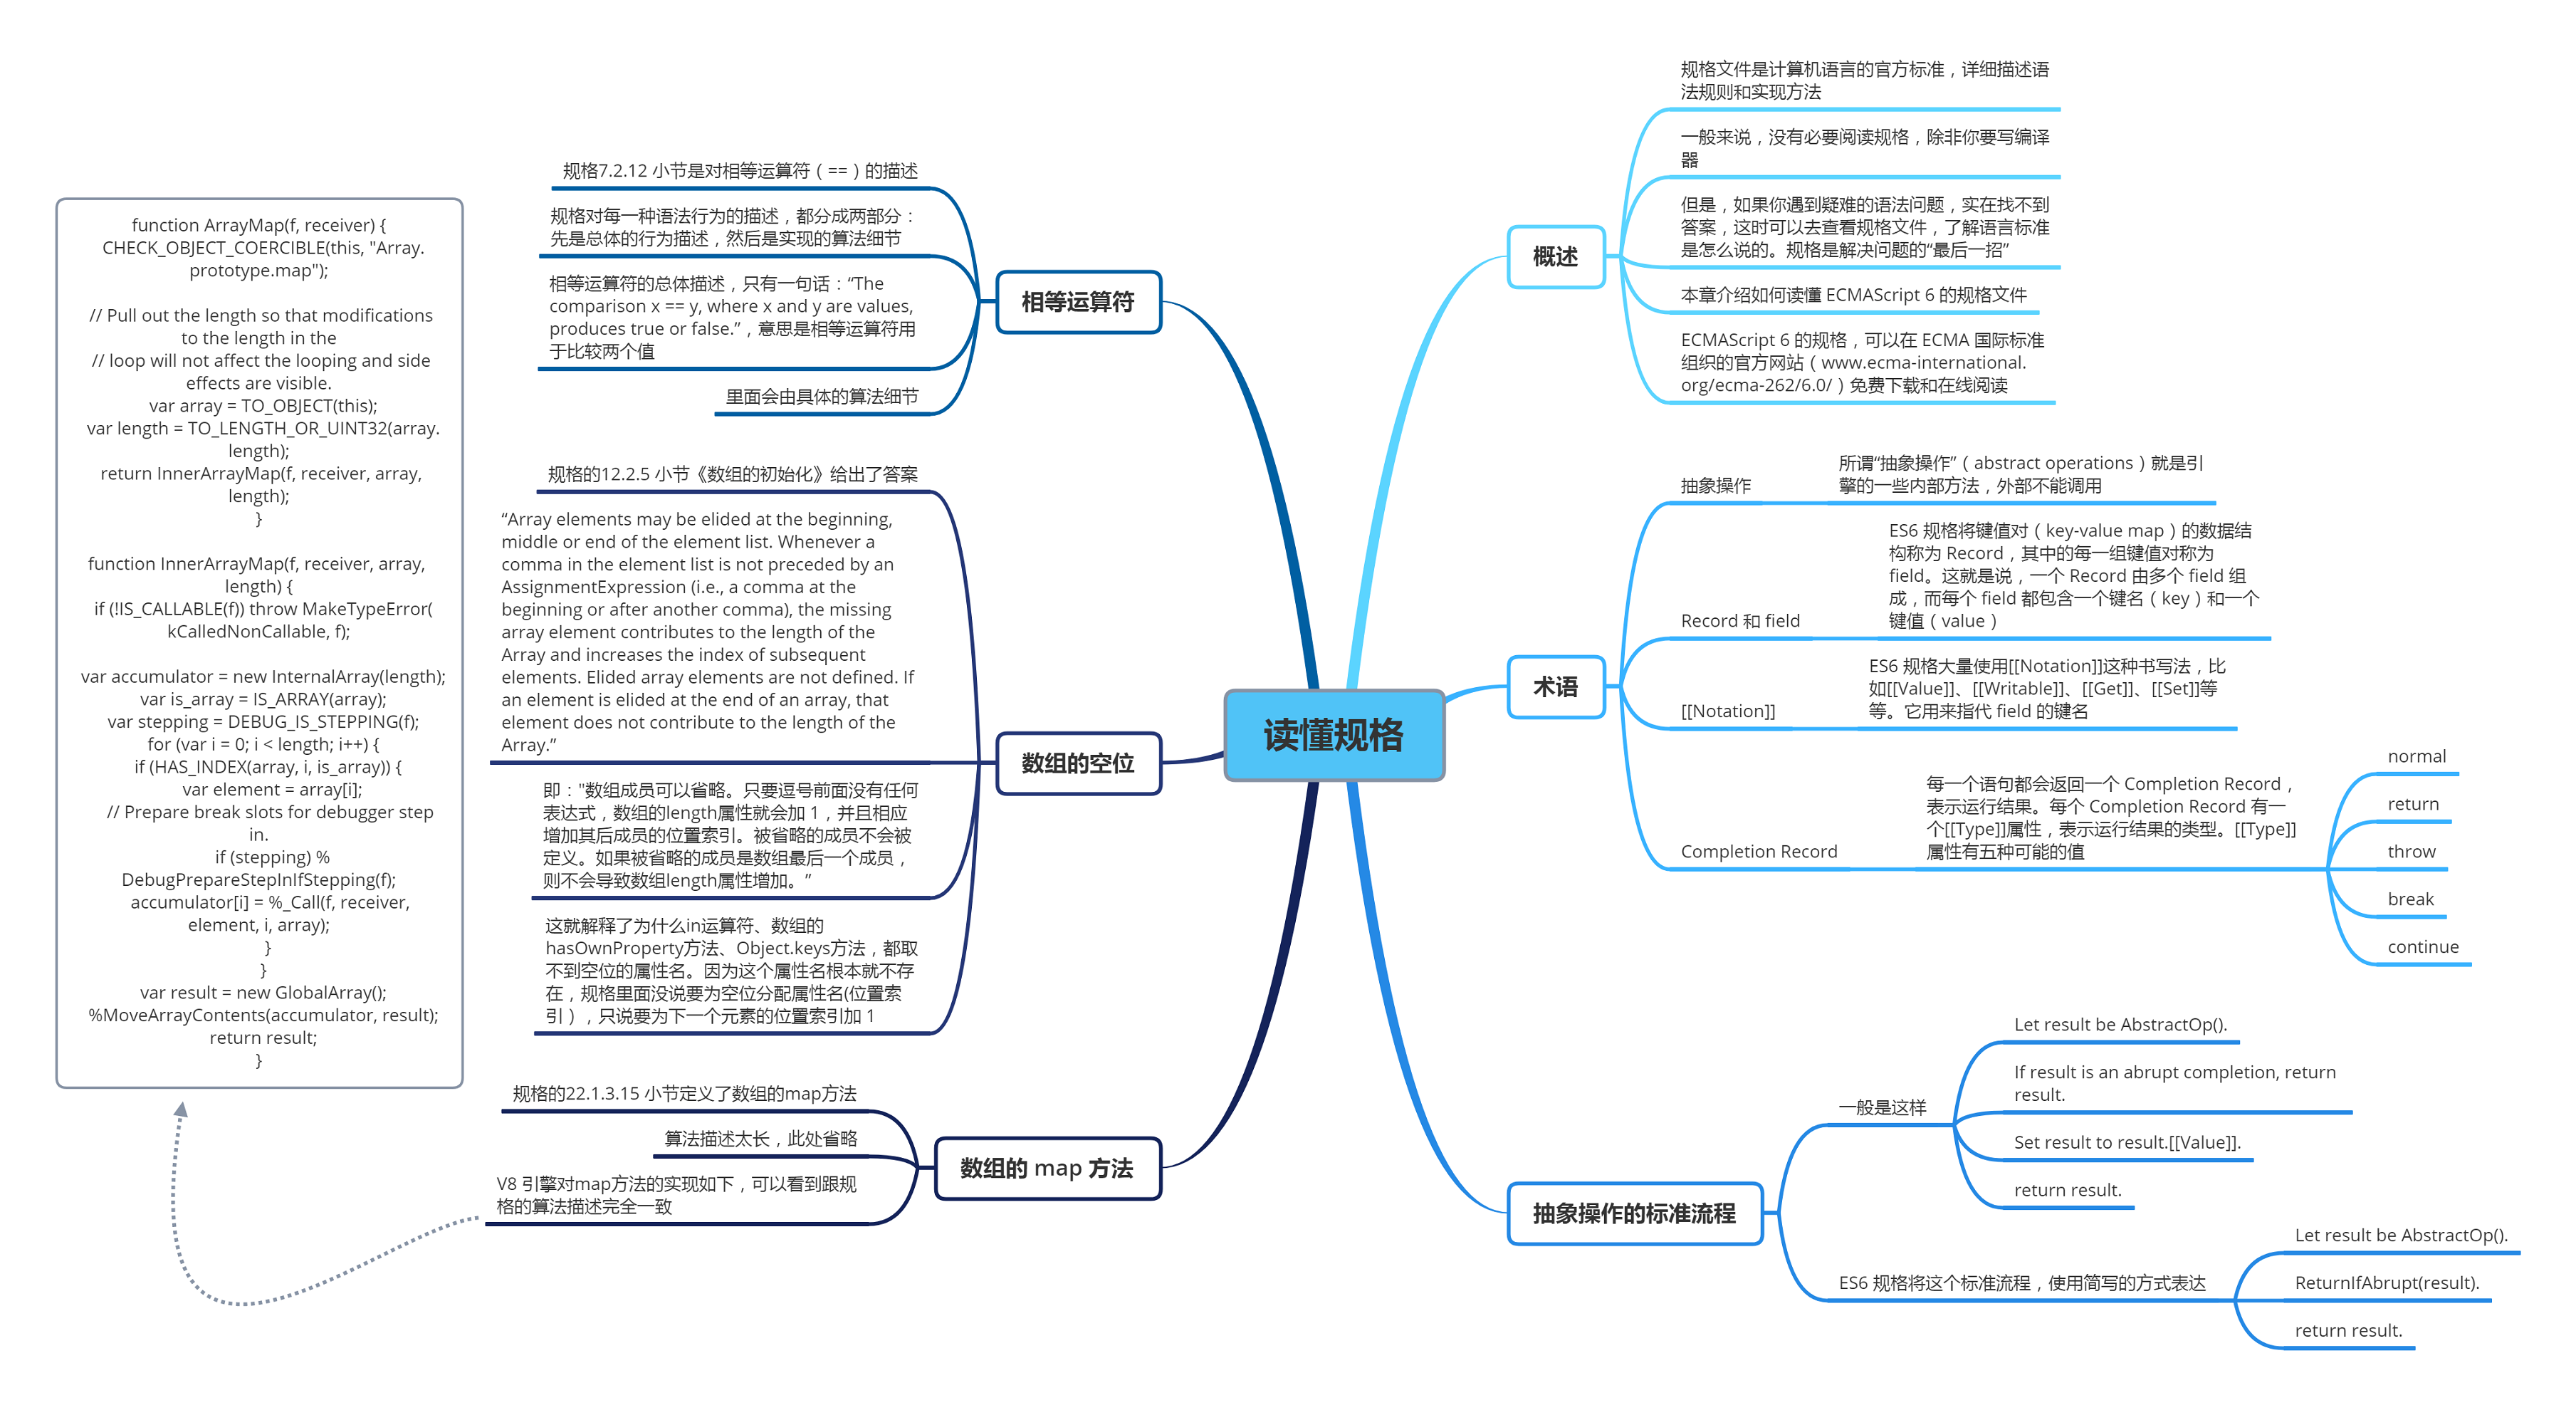 读懂规格
概述
规格文件是计算机语言的官方标准，详细描述语
法规则和实现方法
一般来说，没有必要阅读规格，除非你要写编译
器
但是，如果你遇到疑难的语法问题，实在找不到
答案，这时可以去查看规格文件，了解语言标准
是怎么说的。规格是解决问题的“最后一招”
本章介绍如何读懂 ECMAScript 6 的规格文件
ECMAScript 6 的规格，可以在 ECMA 国际标准
组织的官方网站（www.ecma-international.
org/ecma-262/6.0/）免费下载和在线阅读
术语
抽象操作
所谓“抽象操作”（abstract operations）就是引
擎的一些内部方法，外部不能调用
Record 和 field
ES6 规格将键值对（key-value map）的数据结
构称为 Record，其中的每一组键值对称为
field。这就是说，一个 Record 由多个 field 组
成，而每个 field 都包含一个键名（key）和一个
键值（value）
[[Notation]]
ES6 规格大量使用[[Notation]]这种书写法，比
如[[Value]]、[[Writable]]、[[Get]]、[[Set]]等
等。它用来指代 field 的键名
Completion Record
每一个语句都会返回一个 Completion Record，
表示运行结果。每个 Completion Record 有一
个[[Type]]属性，表示运行结果的类型。[[Type]]
属性有五种可能的值
normal
return
throw
break
continue
抽象操作的标准流程
一般是这样
Let result be AbstractOp().
If result is an abrupt completion, return
result.
Set result to result.[[Value]].
return result.
ES6 规格将这个标准流程，使用简写的方式表达
Let result be AbstractOp().
ReturnIfAbrupt(result).
return result.
相等运算符
规格7.2.12 小节是对相等运算符（==）的描述
规格对每一种语法行为的描述，都分成两部分：
先是总体的行为描述，然后是实现的算法细节
相等运算符的总体描述，只有一句话：“The
comparison x == y, where x and y are values,
produces true or false.”，意思是相等运算符用
于比较两个值
里面会由具体的算法细节
数组的空位
规格的12.2.5 小节《数组的初始化》给出了答案
“Array elements may be elided at the beginning,
middle or end of the element list. Whenever a
comma in the element list is not preceded by an
AssignmentExpression (i.e., a comma at the
beginning or after another comma), the missing
array element contributes to the length of the
Array and increases the index of subsequent
elements. Elided array elements are not defined. If
an element is elided at the end of an array, that
element does not contribute to the length of the
Array.”
即："数组成员可以省略。只要逗号前面没有任何
表达式，数组的length属性就会加 1，并且相应
增加其后成员的位置索引。被省略的成员不会被
定义。如果被省略的成员是数组最后一个成员，
则不会导致数组length属性增加。”
这就解释了为什么in运算符、数组的
hasOwnProperty方法、Object.keys方法，都取
不到空位的属性名。因为这个属性名根本就不存
在，规格里面没说要为空位分配属性名(位置索
引），只说要为下一个元素的位置索引加 1
数组的 map 方法
规格的22.1.3.15 小节定义了数组的map方法
算法描述太长，此处省略
V8 引擎对map方法的实现如下，可以看到跟规
格的算法描述完全一致
function ArrayMap(f, receiver) {
CHECK_OBJECT_COERCIBLE(this, "Array.
prototype.map");
// Pull out the length so that modifications
to the length in the
// loop will not affect the looping and side
effects are visible.
var array = TO_OBJECT(this);
var length = TO_LENGTH_OR_UINT32(array.
length);
return InnerArrayMap(f, receiver, array,
length);
}
function InnerArrayMap(f, receiver, array,
length) {
if (!IS_CALLABLE(f)) throw MakeTypeError(
kCalledNonCallable, f);
var accumulator = new InternalArray(length);
var is_array = IS_ARRAY(array);
var stepping = DEBUG_IS_STEPPING(f);
for (var i = 0; i < length; i++) {
if (HAS_INDEX(array, i, is_array)) {
var element = array[i];
// Prepare break slots for debugger step
in.
if (stepping) %
DebugPrepareStepInIfStepping(f);
accumulator[i] = %_Call(f, receiver,
element, i, array);
}
}
var result = new GlobalArray();
%MoveArrayContents(accumulator, result);
return result;
}